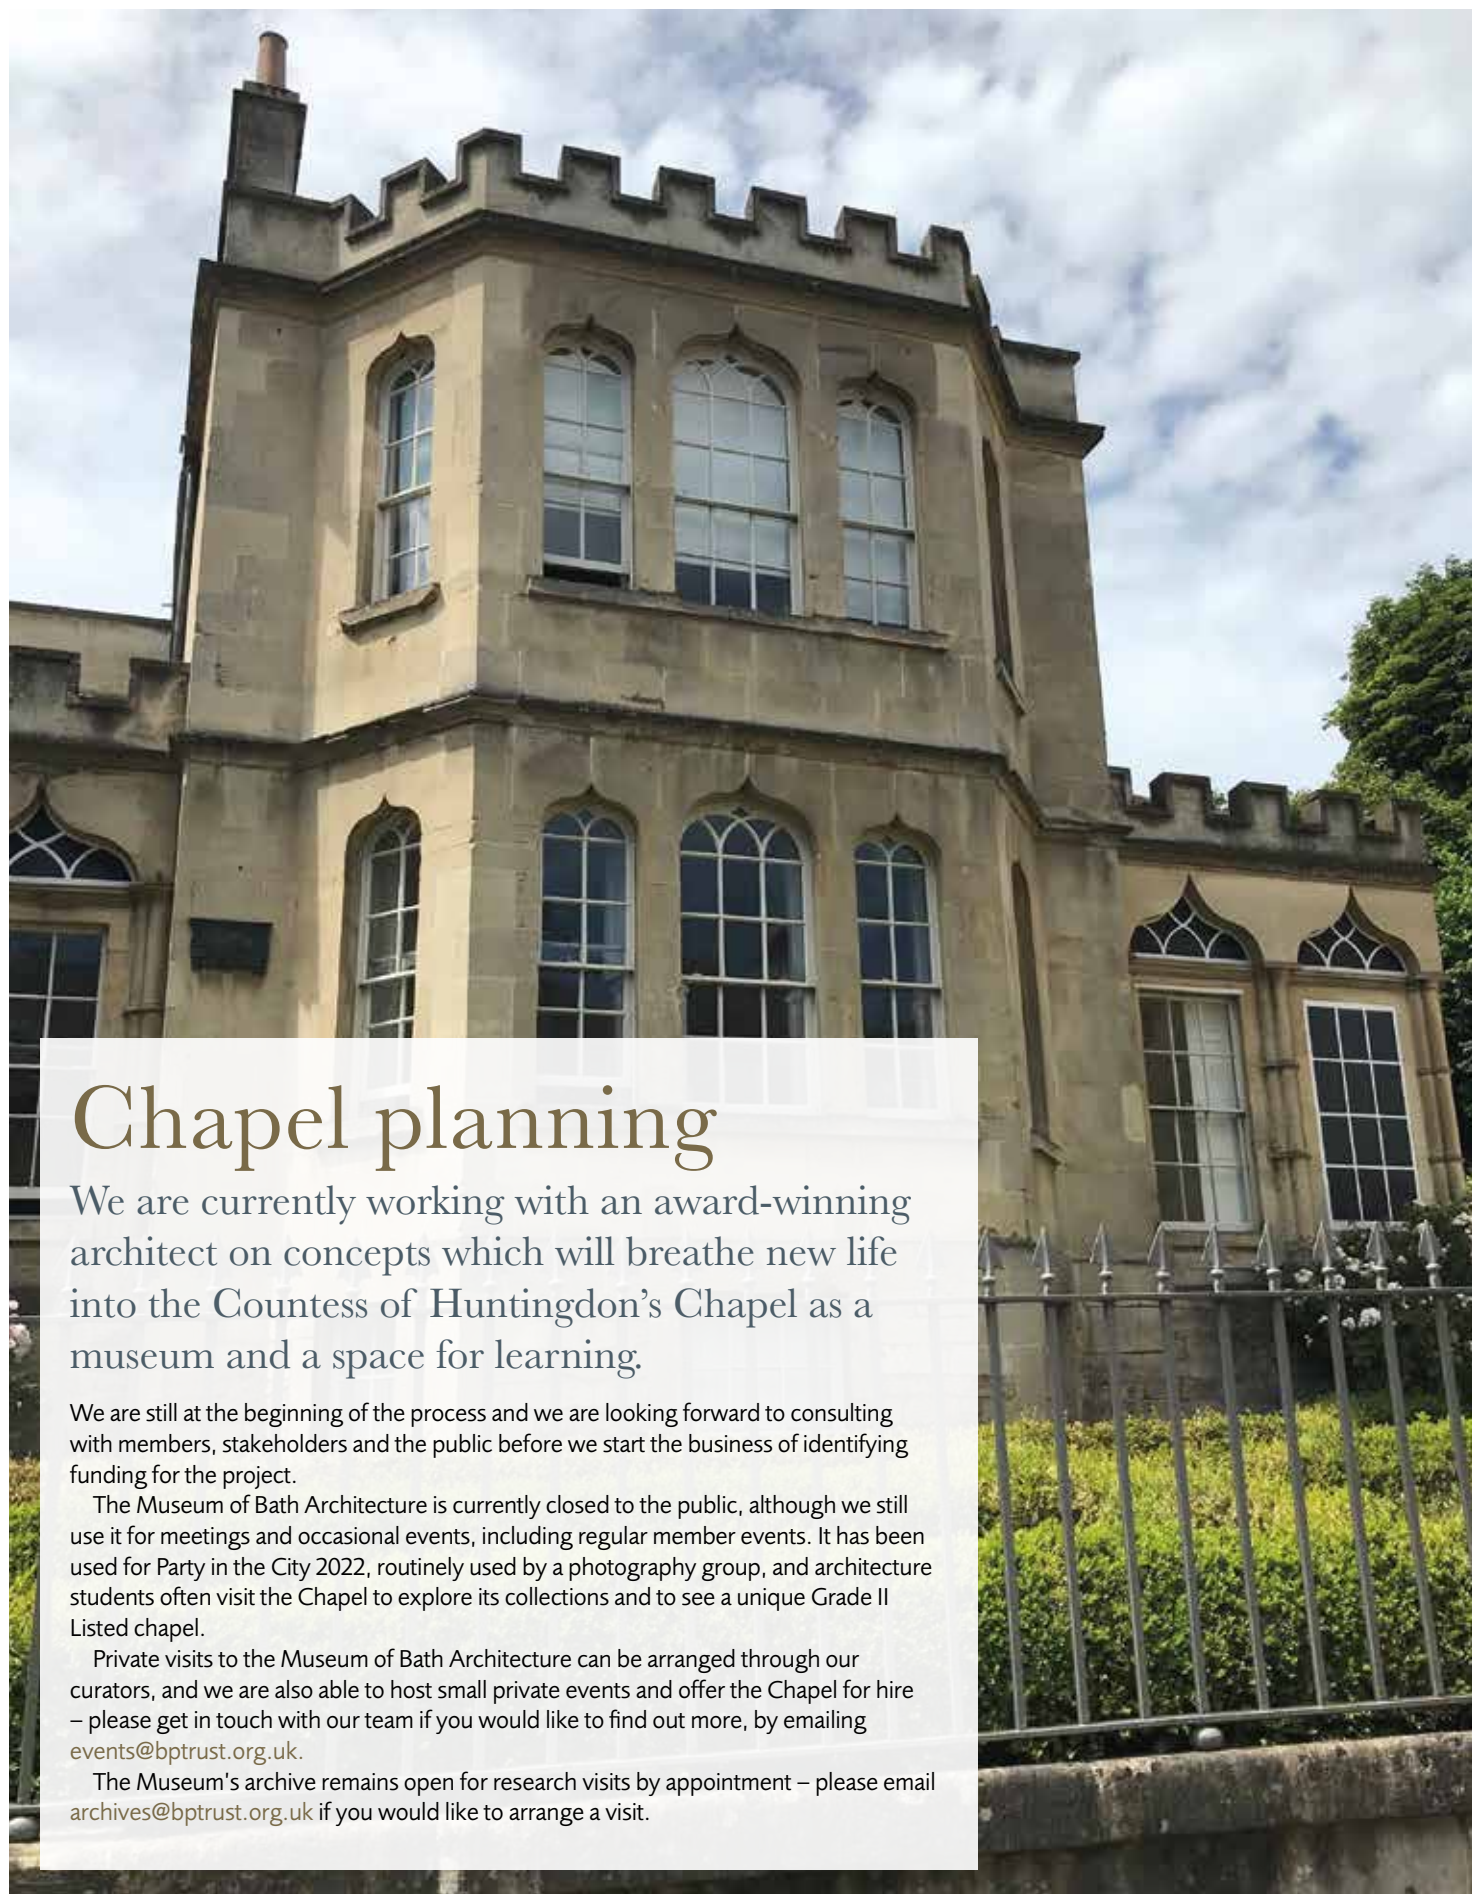 Chapel planning
We are currently working with an award-winning
architect on concepts which will breathe new life
into the Countess of Huntingdon’s Chapel as a
museum and a space for learning.
We are still at the beginning of the process and we are looking forward to consulting
with members, stakeholders and the public before we start the business of identifying
funding for the project.
The Museum of Bath Architecture is currently closed to the public, although we still
use it for meetings and occasional events, including regular member events. It has been
used for Party in the City 2022, routinely used by a photography group, and architecture
students often visit the Chapel to explore its collections and to see a unique Grade II
Listed chapel.
Private visits to the Museum of Bath Architecture can be arranged through our
curators, and we are also able to host small private events and offer the Chapel for hire
– please get in touch with our team if you would like to find out more, by emailing
events@bptrust.org.uk.
The Museum's archive remains open for research visits by appointment – please email
archives@bptrust.org.uk if you would like to arrange a visit.